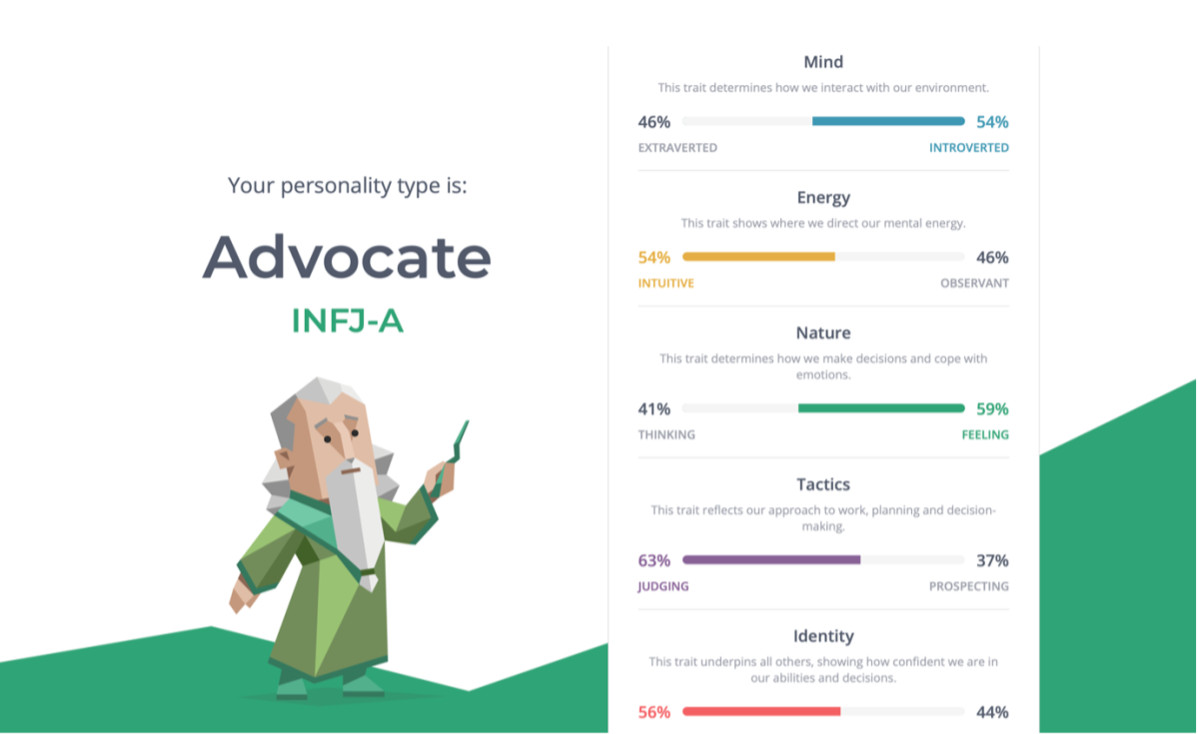 Your personality type is:
Advocate
INFJ-A
Mind
This trait determines how we interact with our environment.
46% 54%
EXTRAVERTED INTROVERTED
Energy
This trait shows where we direct our mental energy.
54% 46%
INTUITIVE OBSERVANT
Nature
This trait determines how we make decisions and cope with
emotions.
41% 59%
THINKING FEELING
Tactics
This trait reflects our approach to work, planning and decision-
making.
63% 37%
JUDGING PROSPECTING
Identity
This trait underpins all others, showing how confident we are in
our abilities and decisions.
56% 44%